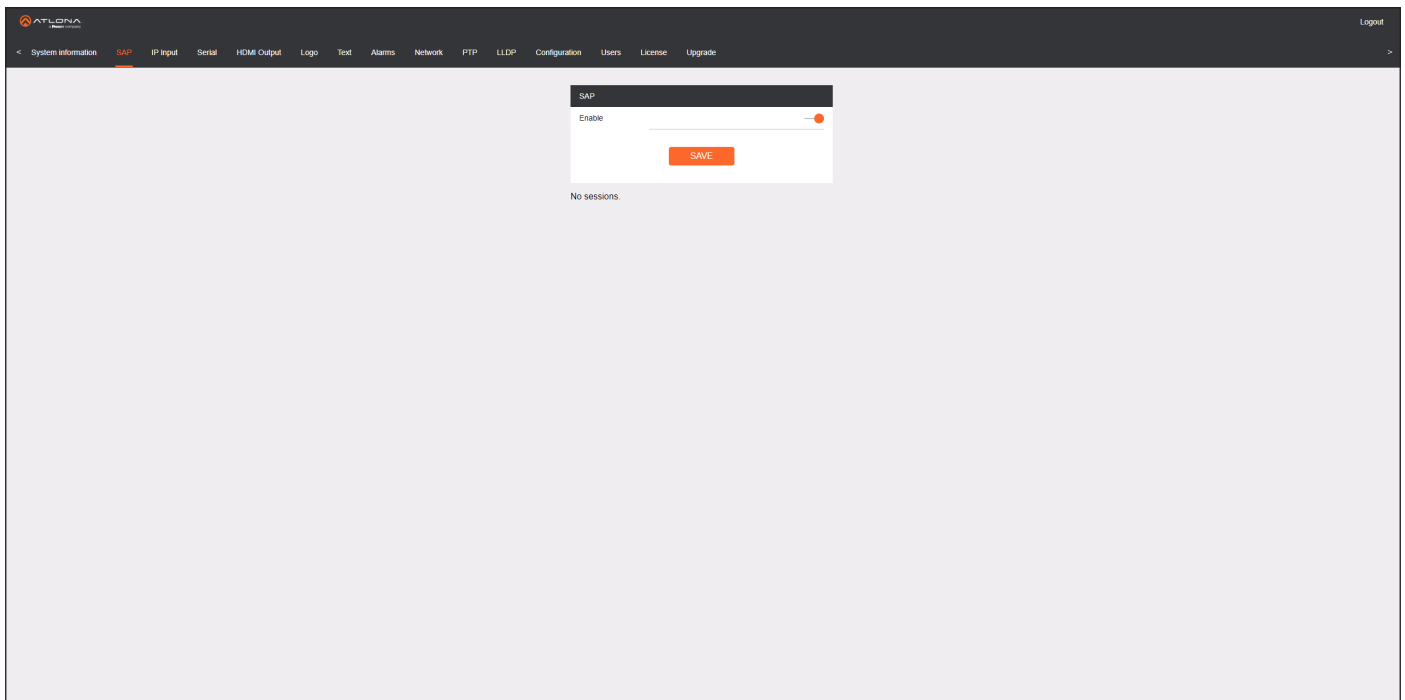 ATLONA
Logout
< System information SAP IP Input Serial HDMI Output Logo Text Alarms Network PTP LLDP Configuration Users License Upgrade >
SAP
Enable
SAVE
No sessions.